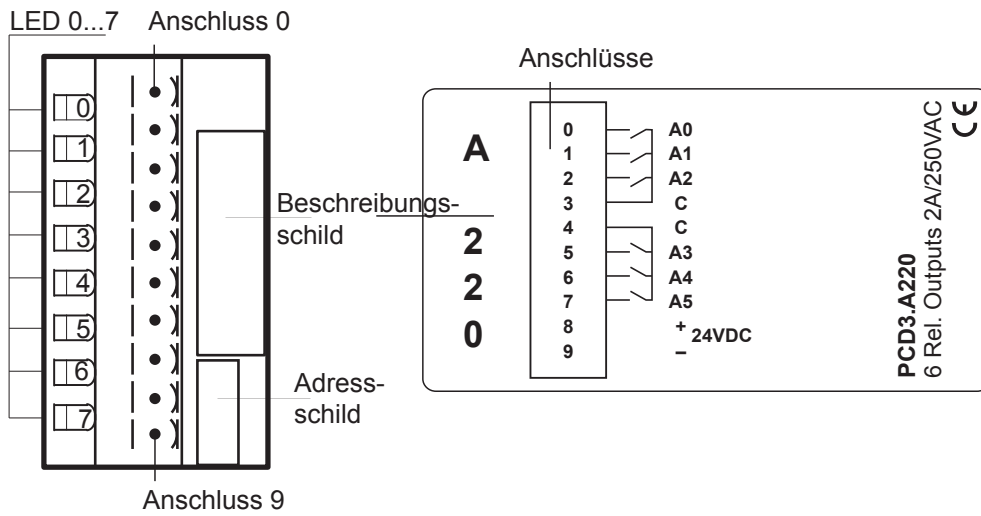 LED 0...7
Anschluss 0
0
1
2
3
4
5
6
7
Beschreibungs-
schild
Adress-
schild
Anschluss 9
Anschlüsse
A
2
2
0
0 A0
1 A1
2 A2
3 C
4 C
5 A3
6 A4
7 A5
8 + 24VDC
9 –
PCD3.A220
6 Rel. Outputs 2A/250VAC
CE